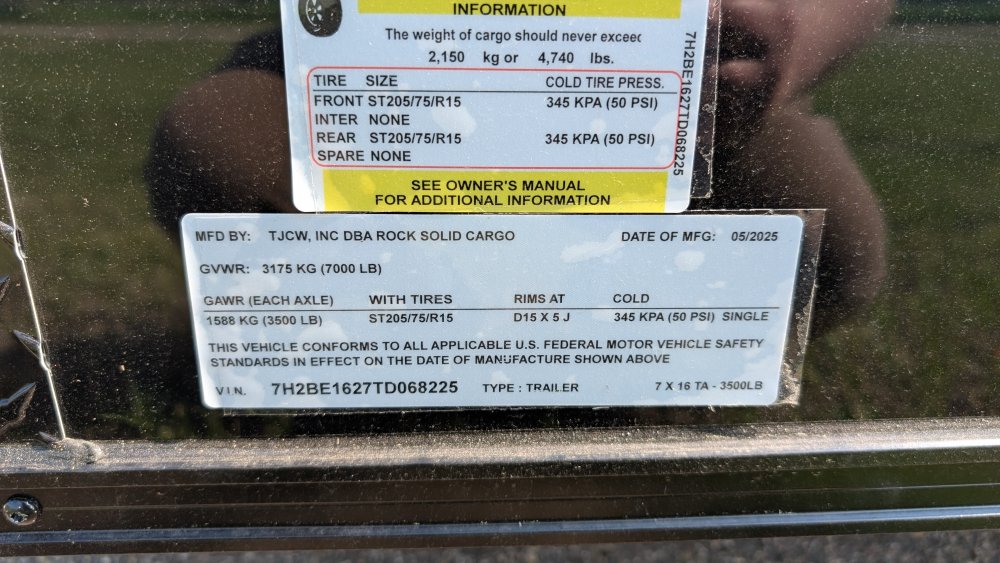 INFORMATION
The weight of cargo should never exceed
2,150 kg or 4,740 lbs.
TIRE SIZE COLD TIRE PRESS.
FRONT ST205/75/R15 345 KPA (50 PSI)
INTER NONE
REAR ST205/75/R15 345 KPA (50 PSI)
SPARE NONE
SEE OWNER'S MANUAL
FOR ADDITIONAL INFORMATION
7H2BE1627TD068225
MFD BY: TJCW, INC DBA ROCK SOLID CARGO DATE OF MFG: 05/2025
GVWR: 3175 KG (7000 LB)
GAWR (EACH AXLE) WITH TIRES RIMS AT COLD
1588 KG (3500 LB) ST205/75/R15 D15 X 5 J 345 KPA (50 PSI) SINGLE
THIS VEHICLE CONFORMS TO ALL APPLICABLE U.S. FEDERAL MOTOR VEHICLE SAFETY
STANDARDS IN EFFECT ON THE DATE OF MANUFACTURE SHOWN ABOVE
V.I.N. 7H2BE1627TD068225 TYPE : TRAILER 7 X 16 TA - 3500LB